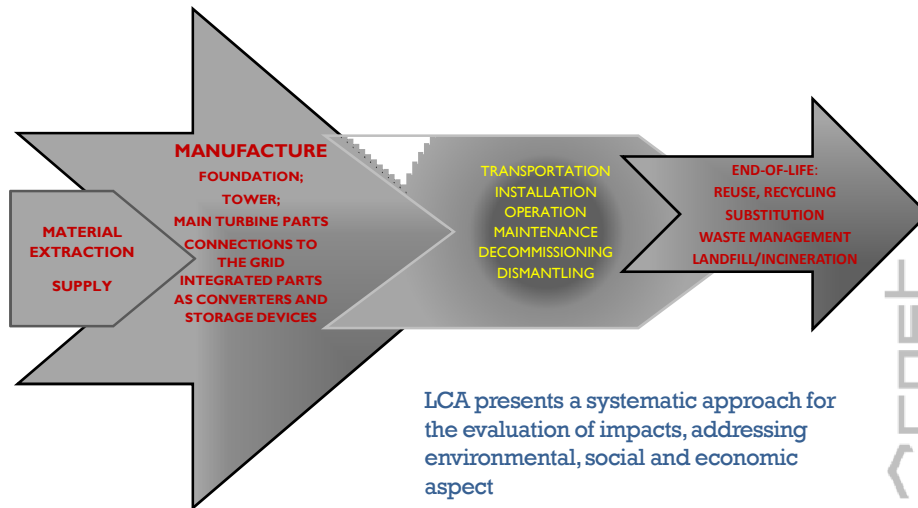 MATERIAL
EXTRACTION
SUPPLY
MANUFACTURE
FOUNDATION;
TOWER;
MAIN TURBINE PARTS
CONNECTIONS TO
THE GRID
INTEGRATED PARTS
AS CONVERTERS AND
STORAGE DEVICES
TRANSPORTATION
INSTALLATION
OPERATION
MAINTENANCE
DECOMMISSIONING
DISMANTLING
END-OF-LIFE:
REUSE, RECYCLING
SUBSTITUTION
WASTE MANAGEMENT
LANDFILL/INCINERATION
LCA presents a systematic approach for
the evaluation of impacts, addressing
environmental, social and economic
aspect